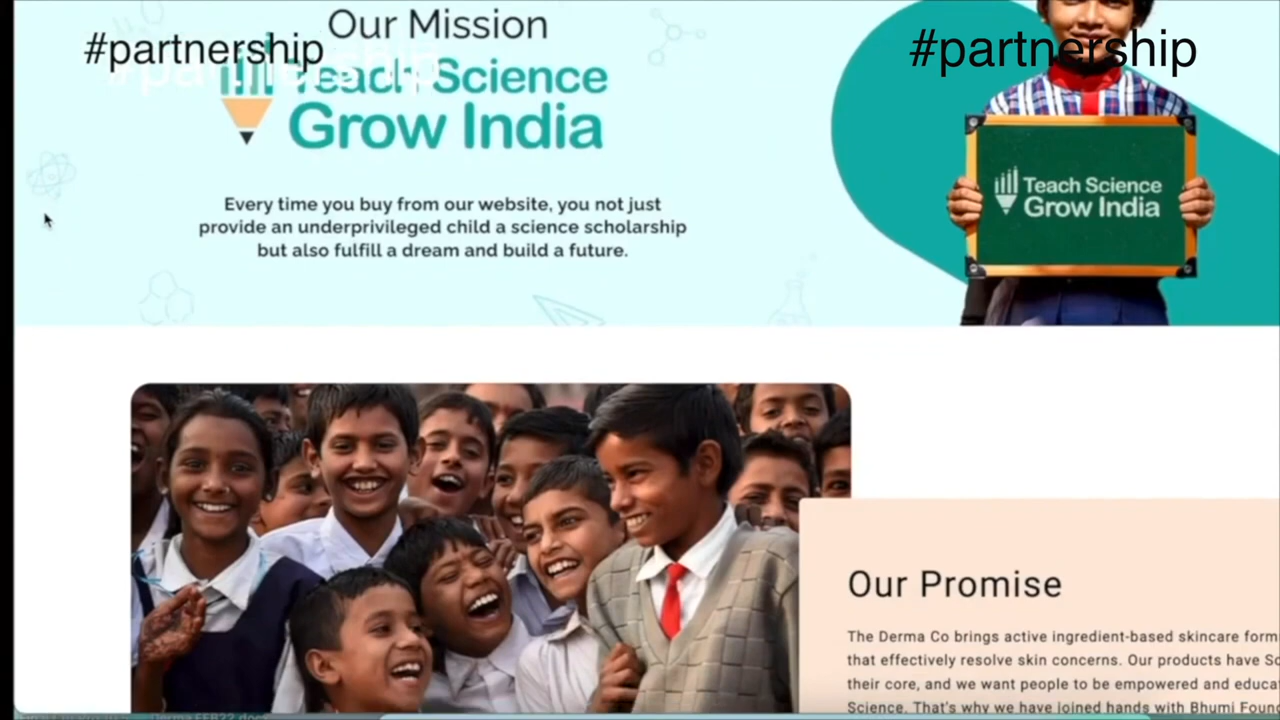 Our Mission
#partnership
#partnership
#partnership
Teach Science
Grow India
Every time you buy from our website, you not just
provide an underprivileged child a science scholarship
but also fulfill a dream and build a future.
Teach Science
Grow India
Our Promise
The Derma Co brings active ingredient-based skincare form
that effectively resolve skin concerns. Our products have Sc
their core, and we want people to be empowered and educa
Science. That's why we have joined hands with Bhumi Foun